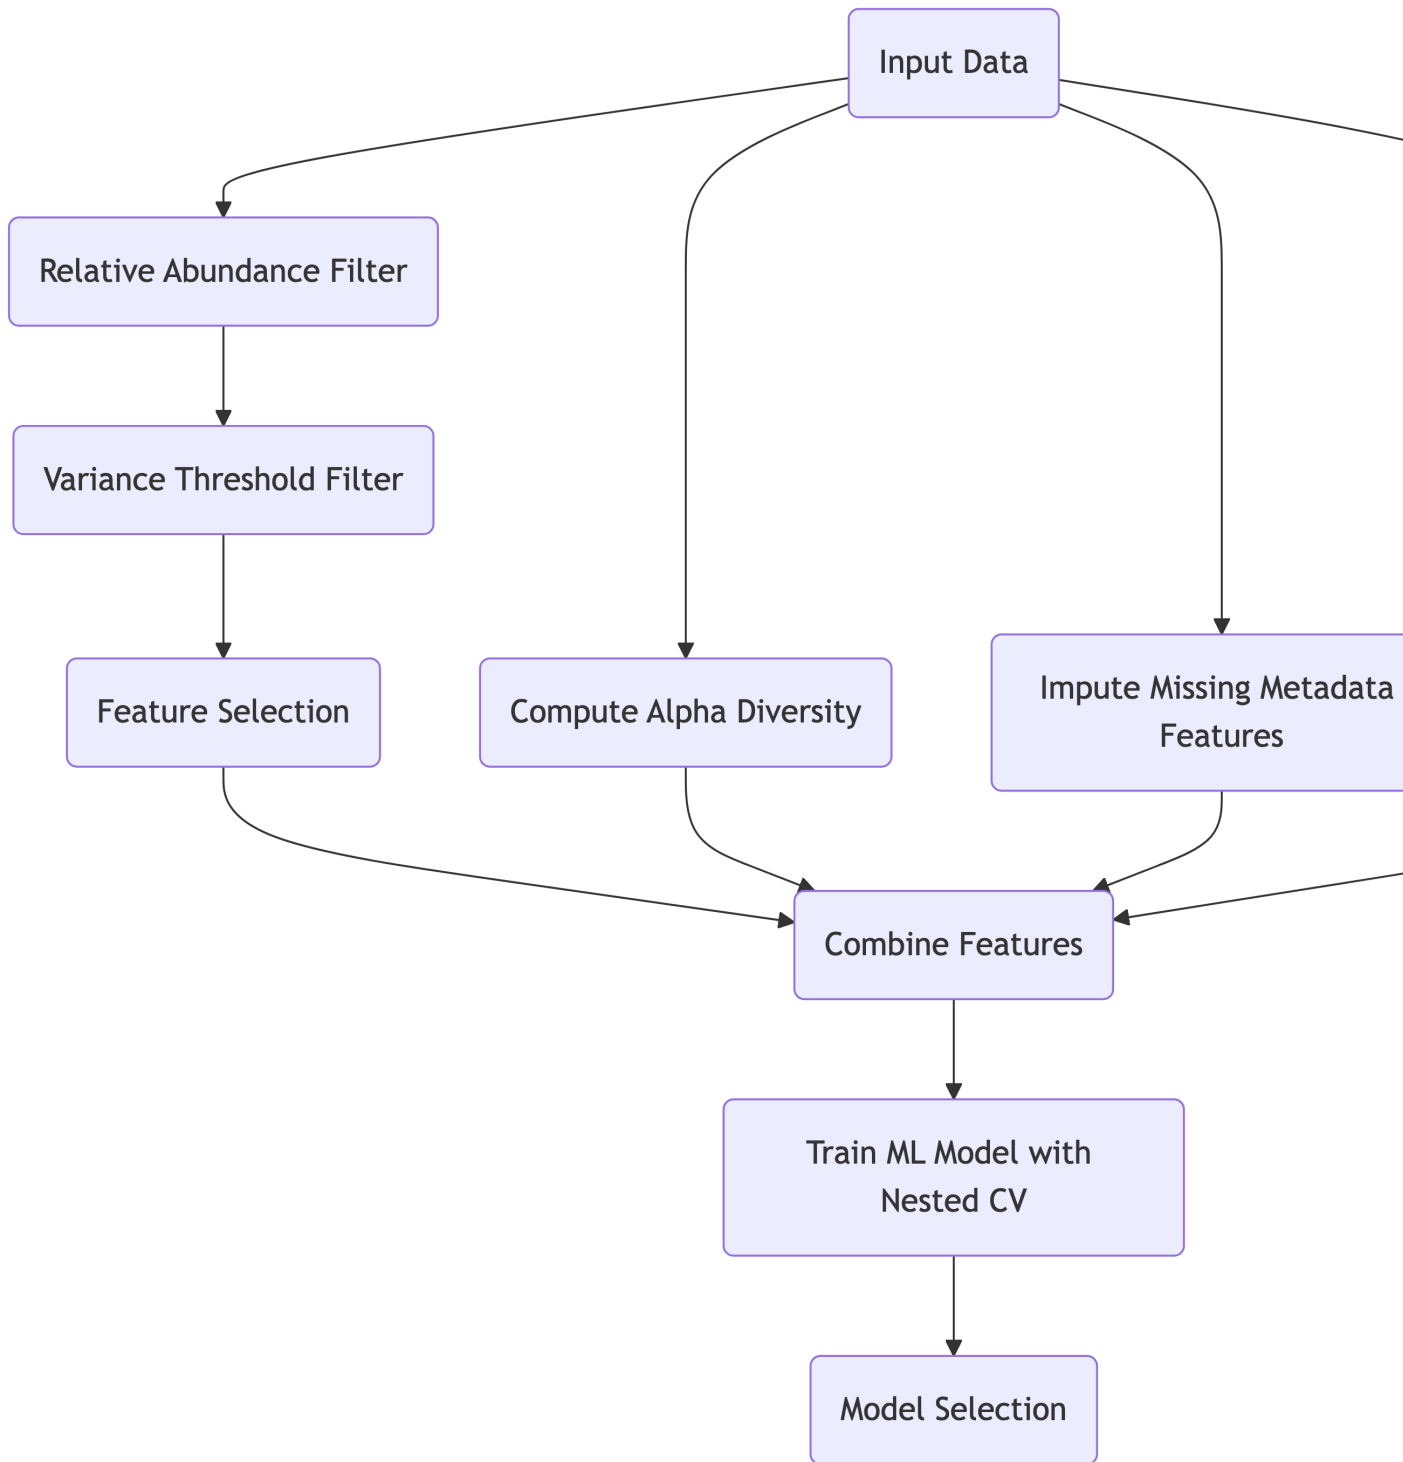 Input Data
Relative Abundance Filter
Variance Threshold Filter
Feature Selection
Compute Alpha Diversity
Impute Missing Metadata
Features
Combine Features
Train ML Model with
Nested CV
Model Selection